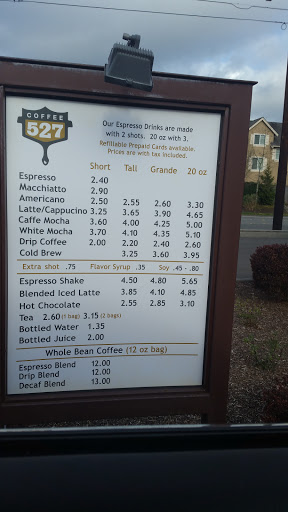 COFFEE
527
Our Espresso Drinks are made
with 2 shots. 20 oz with 3.
Refillable Prepaid Cards available.
Prices are with tax included.
Short Tall Grande 20 oz
Espresso 2.40
Macchiatto 2.90
Americano 2.50 2.55 2.60 3.30
Latte/Cappucino 3.25 3.65 3.90 4.65
Caffe Mocha 3.60 4.00 4.25 5.00
White Mocha 3.70 4.10 4.35 5.10
Drip Coffee 2.00 2.20 2.40 2.60
Cold Brew 3.25 3.60 3.95
Extra shot .75 Flavor Syrup .35 Soy .45 - .80
Espresso Shake 4.50 4.80 5.65
Blended Iced Latte 3.85 4.10 4.85
Hot Chocolate 2.55 2.85 3.10
Tea 2.60 (1 bag) 3.15 (2 bags)
Bottled Water 1.35
Bottled Juice 2.00
Whole Bean Coffee (12 oz bag)
Espresso Blend 12.00
Drip Blend 12.00
Decaf Blend 13.00